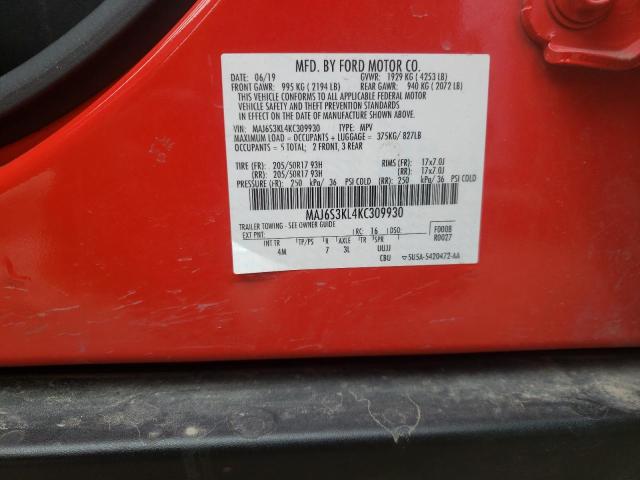 MFD. BY FORD MOTOR CO.
DATE: 06/19 GVWR: 1929 KG ( 4253 LB)
FRONT GAWR: 995 KG ( 2194 LB) REAR GAWR: 940 KG ( 2072 LB)
THIS VEHICLE CONFORMS TO ALL APPLICABLE FEDERAL MOTOR
VEHICLE SAFETY AND THEFT PREVENTION STANDARDS
IN EFFECT ON THE DATE OF MANUFACTURE SHOWN ABOVE.
VIN: MAJ6S3KL4KC309930 TYPE: MPV
MAXIMUM LOAD = OCCUPANTS + LUGGAGE = 375KG/ 827LB
OCCUPANTS = 5 TOTAL: 2 FRONT, 3 REAR
TIRE (FR): 205/50R17 93H RIMS (FR): 17x7.0J
(RR): 205/50R17 93H (RR): 17x7.0J
PRESSURE (FR): 250 kPa/ 36 PSI COLD (RR): 250 kPa/ 36 PSI COLD
MAJ6S3KL4KC309930
TRAILER TOWING - SEE OWNER GUIDE F000B
EXT PNT: RC: 16 DSO: R0027
INT TR TP/PS R AXLE TR SPR UUJJ
4M 7 3L CBU ▽ 5U5A-5420472-AA